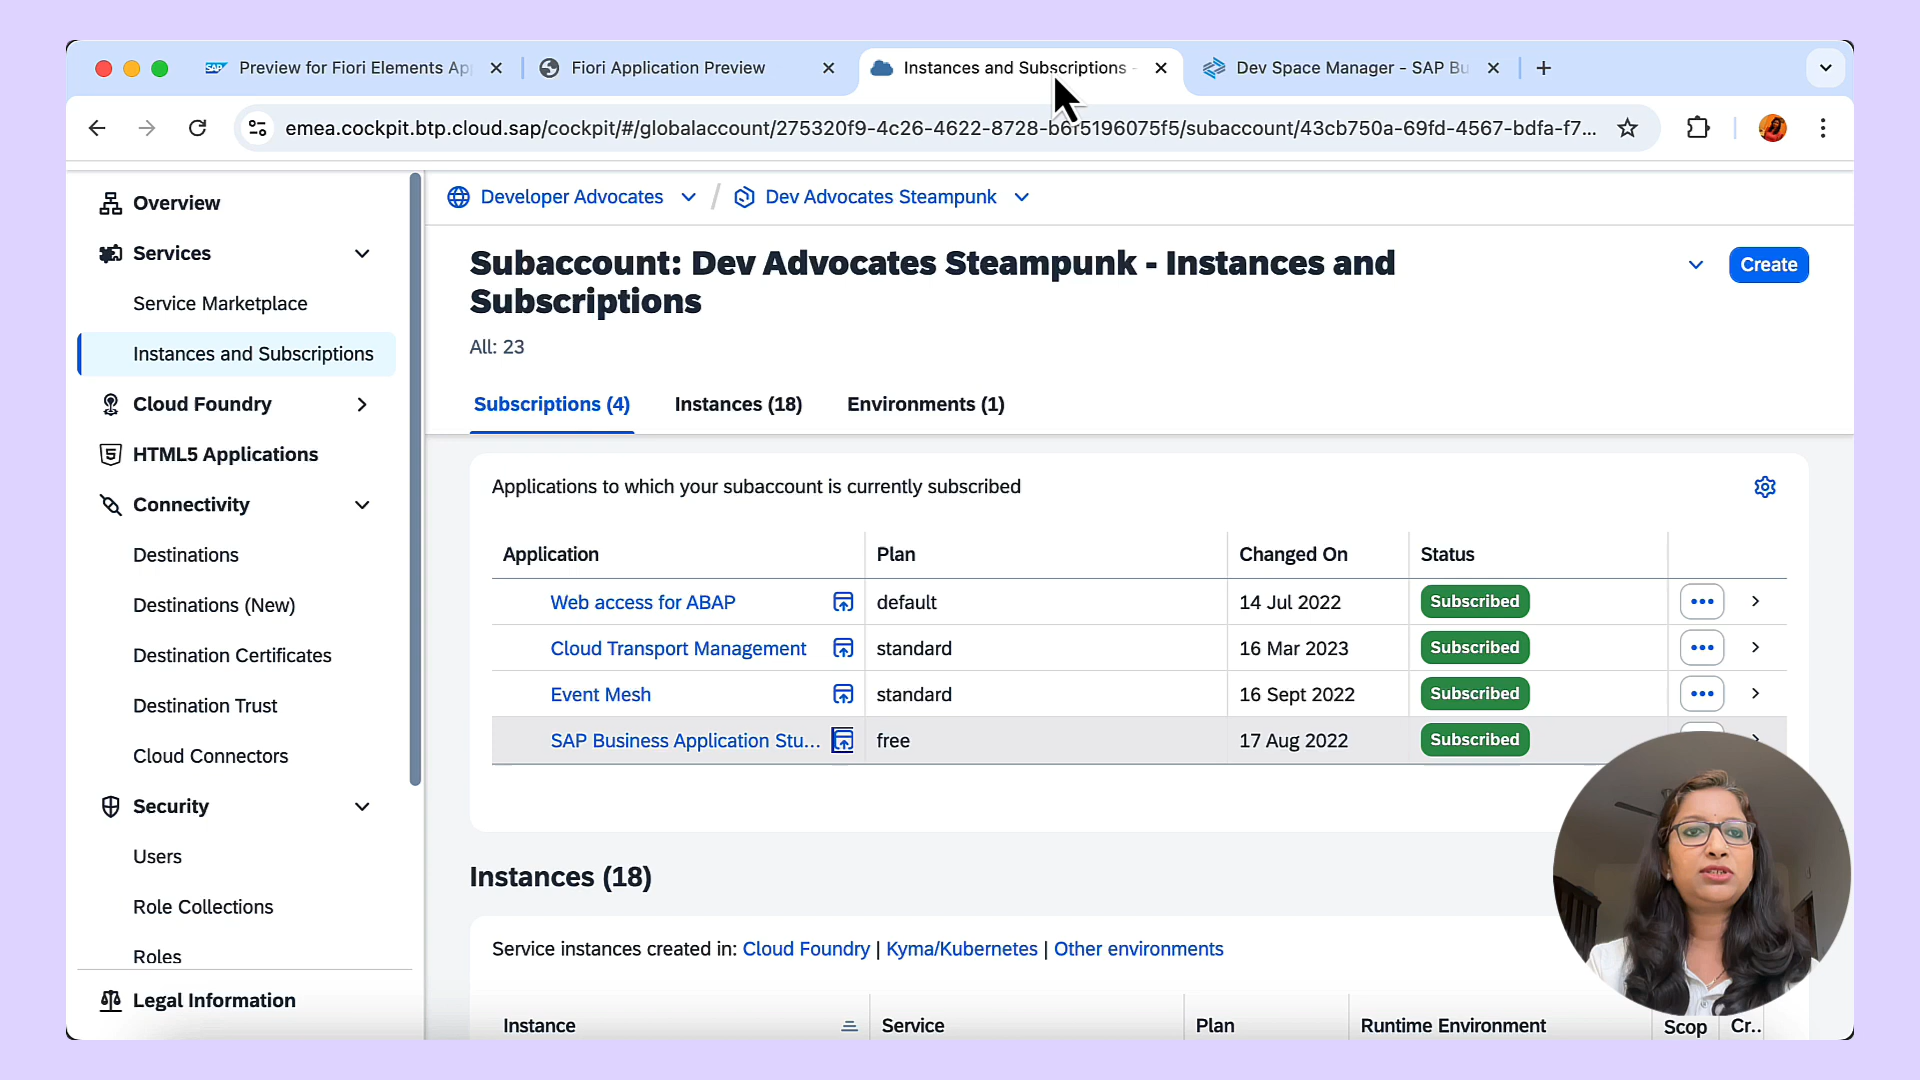 SAP Preview for Fiori Elements Ap
Fiori Application Preview
Instances and Subscriptions -
Dev Space Manager - SAP Bu
emea.cockpit.btp.cloud.sap/cockpit/#/globalaccount/275320f9-4c26-4622-8728-b6f5196075f5/subaccount/43cb750a-69fd-4567-bdfa-f7...
Overview
Services
Service Marketplace
Instances and Subscriptions
Cloud Foundry
HTML5 Applications
Connectivity
Destinations
Destinations (New)
Destination Certificates
Destination Trust
Cloud Connectors
Security
Users
Role Collections
Roles
Legal Information
Developer Advocates / Dev Advocates Steampunk
Subaccount: Dev Advocates Steampunk - Instances and
Subscriptions
Create
All: 23
Subscriptions (4) Instances (18) Environments (1)
Applications to which your subaccount is currently subscribed
Application Plan Changed On Status
Web access for ABAP default 14 Jul 2022 Subscribed
Cloud Transport Management standard 16 Mar 2023 Subscribed
Event Mesh standard 16 Sept 2022 Subscribed
SAP Business Application Stu... free 17 Aug 2022 Subscribed
Instances (18)
Service instances created in: Cloud Foundry | Kyma/Kubernetes | Other environments
Instance Service Plan Runtime Environment Scop Cr..